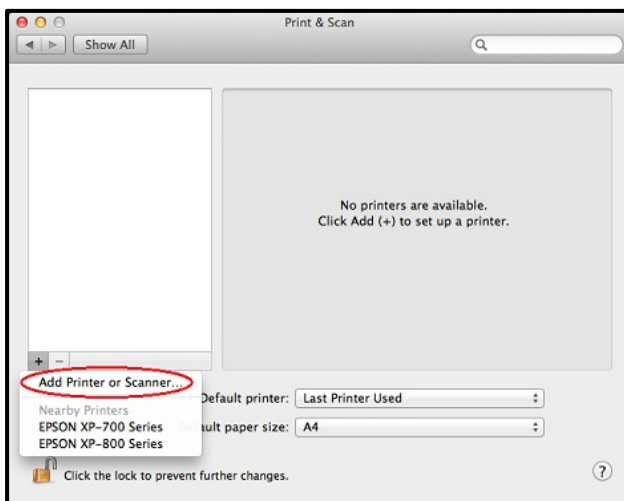 Print & Scan
Show All
No printers are available.
Click Add (+) to set up a printer.
+ −
Add Printer or Scanner...
Nearby Printers
EPSON XP-700 Series
EPSON XP-800 Series
Default printer: Last Printer Used
ault paper size: A4
Click the lock to prevent further changes.
?